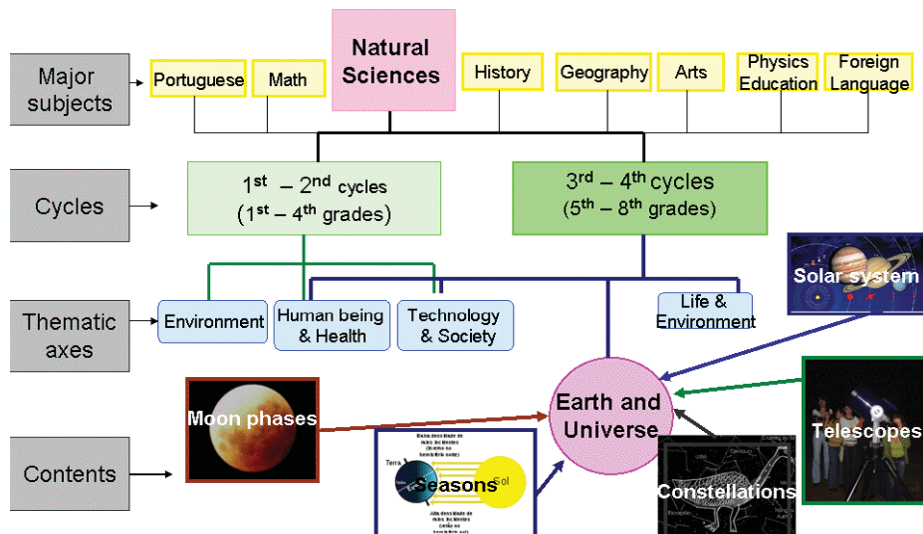 Major
subjects
Portuguese
Math
Natural
Sciences
History
Geography
Arts
Physics
Education
Foreign
Language
Cycles
1st – 2nd cycles
(1st – 4th grades)
3rd – 4th cycles
(5th – 8th grades)
Solar system
Thematic
axes
Environment
Human being
& Health
Technology
& Society
Life &
Environment
Contents
Moon phases
Earth and
Universe
Telescopes
Terra
Seasons
Sol
Constellations